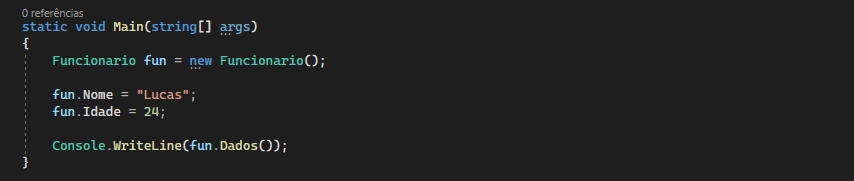 0 referências
static void Main(string[] args)
{
Funcionario fun = new Funcionario();
fun.Nome = "Lucas";
fun.Idade = 24;
Console.WriteLine(fun.Dados());
}